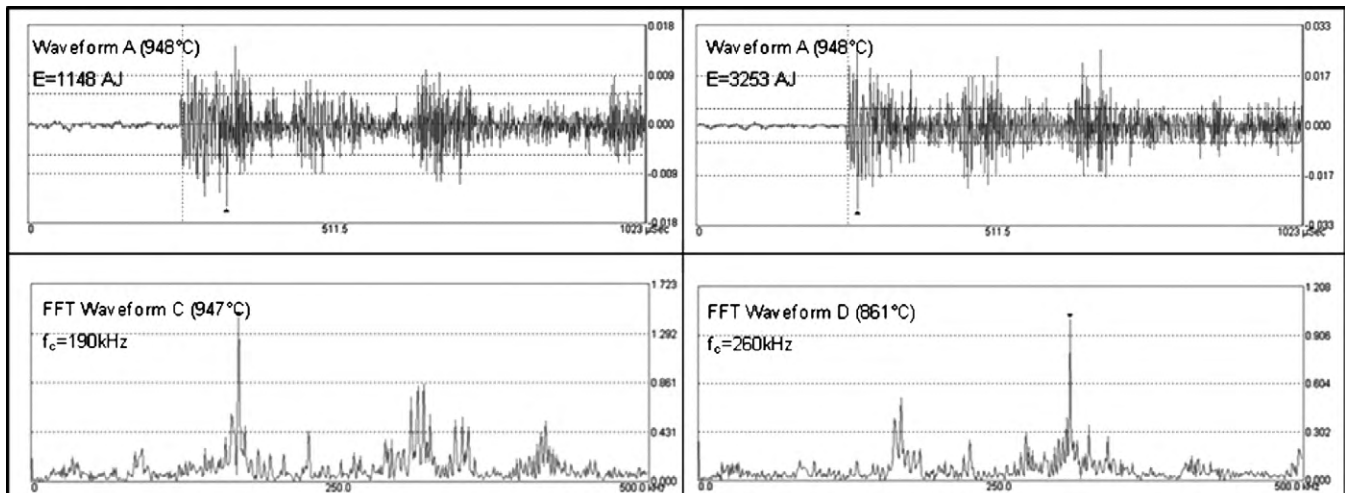 Waveform A (948°C)
E=1148 AJ
0.018
0.009
0.000
-0.009
-0.018
0
511.5
1023 µSec
Waveform A (948°C)
E=3253 AJ
0.033
0.017
0.000
-0.017
-0.033
0
511.5
1023 µSec
FFT Waveform C (947°C)
f_c=190kHz
1.723
1.292
0.861
0.431
0.000
0
250.0
500.0 kHz
FFT Waveform D (861°C)
f_c=260kHz
1.208
0.906
0.604
0.302
0.000
0.0
250.0
500.0 kHz